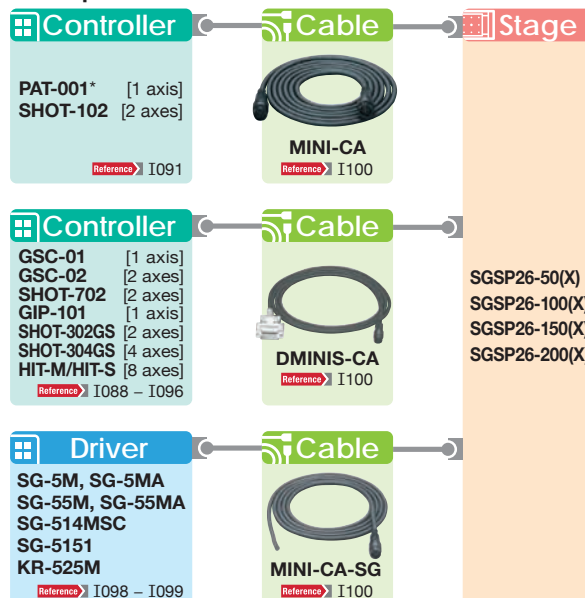 Controller
Cable
Stage
PAT-001* [1 axis]
SHOT-102 [2 axes]
MINI-CA
Reference I091
Reference I100
Controller
Cable
GSC-01 [1 axis]
GSC-02 [2 axes]
SHOT-702 [2 axes]
GIP-101 [1 axis]
SHOT-302GS [2 axes]
SHOT-304GS [4 axes]
HIT-M/HIT-S [8 axes]
Reference I088 – I096
DMINIS-CA
Reference I100
SGSP26-50(X)
SGSP26-100(X)
SGSP26-150(X)
SGSP26-200(X)
Driver
Cable
SG-5M, SG-5MA
SG-55M, SG-55MA
SG-514MSC
SG-5151
KR-525M
Reference I098 – I099
MINI-CA-SG
Reference I100